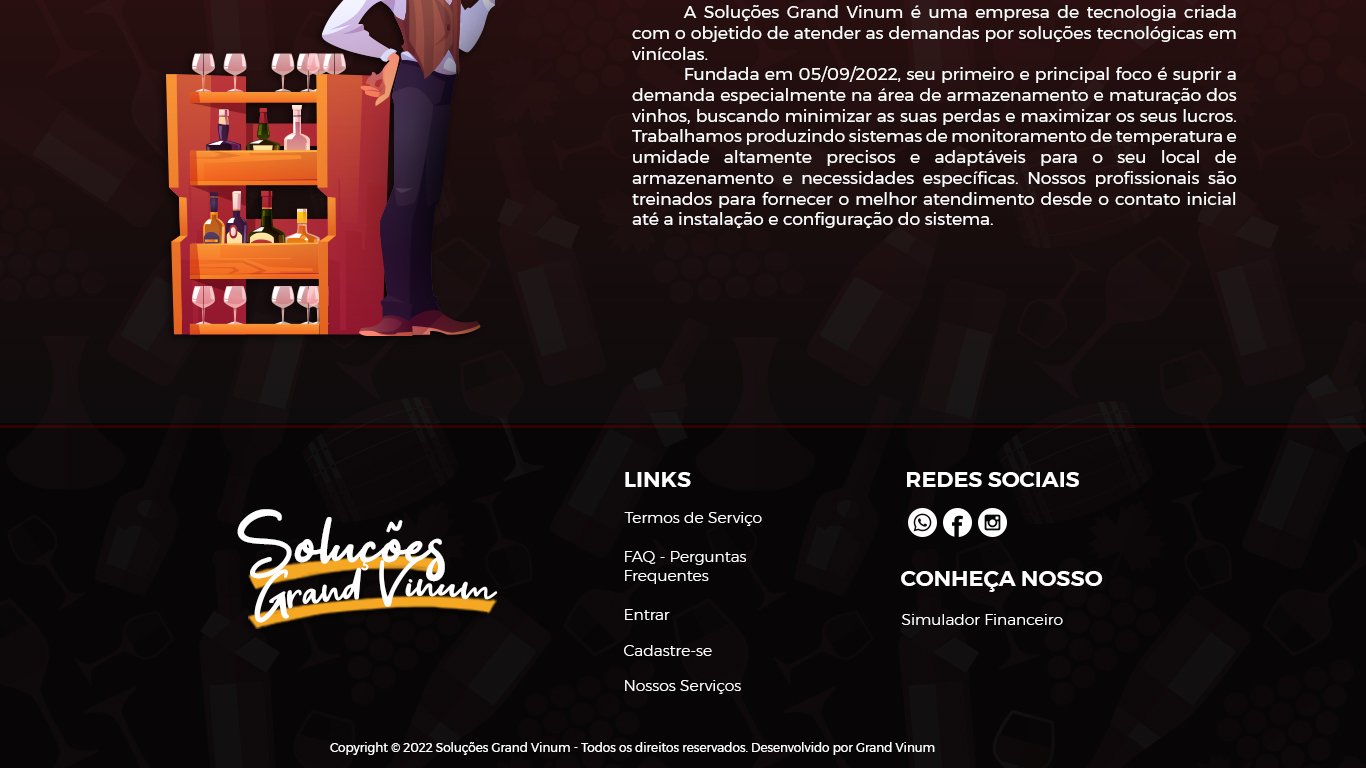 A Soluções Grand Vinum é uma empresa de tecnologia criada
com o objetido de atender as demandas por soluções tecnológicas em
vinícolas.
Fundada em 05/09/2022, seu primeiro e principal foco é suprir a
demanda especialmente na área de armazenamento e maturação dos
vinhos, buscando minimizar as suas perdas e maximizar os seus lucros.
Trabalhamos produzindo sistemas de monitoramento de temperatura e
umidade altamente precisos e adaptáveis para o seu local de
armazenamento e necessidades específicas. Nossos profissionais são
treinados para fornecer o melhor atendimento desde o contato inicial
até a instalação e configuração do sistema.
Soluções
Grand Vinum
LINKS
Termos de Serviço
FAQ - Perguntas
Frequentes
Entrar
Cadastre-se
Nossos Serviços
REDES SOCIAIS
CONHEÇA NOSSO
Simulador Financeiro
Copyright © 2022 Soluções Grand Vinum - Todos os direitos reservados. Desenvolvido por Grand Vinum